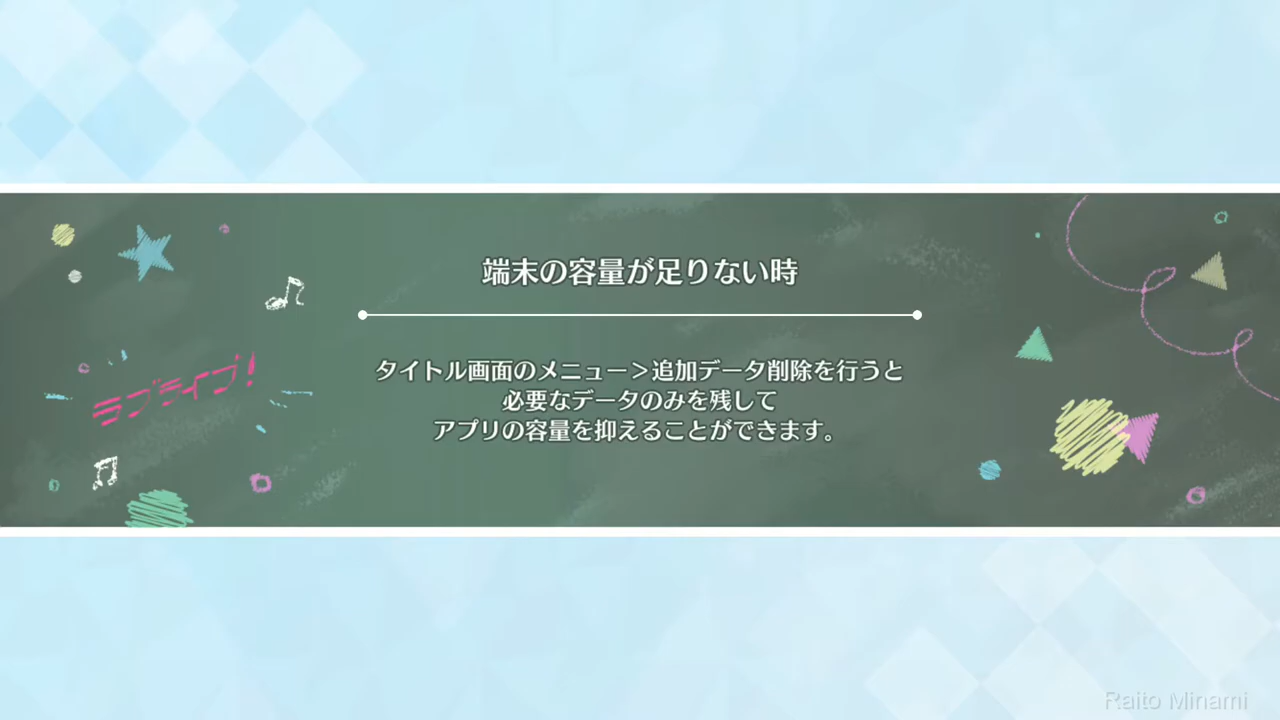 端末の容量が足りない時
タイトル画面のメニュー＞追加データ削除を行うと
必要なデータのみを残して
アプリの容量を抑えることができます。
ラブライブ！
Raito Minami